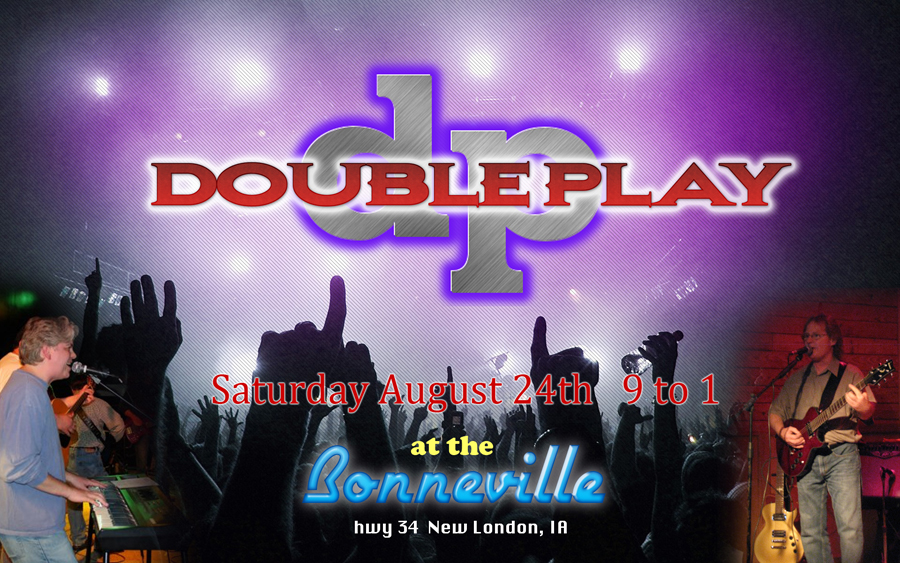 dp
DOUBLE PLAY
Saturday August 24th 9 to 1
at the
Bonneville
hwy 34 New London, IA